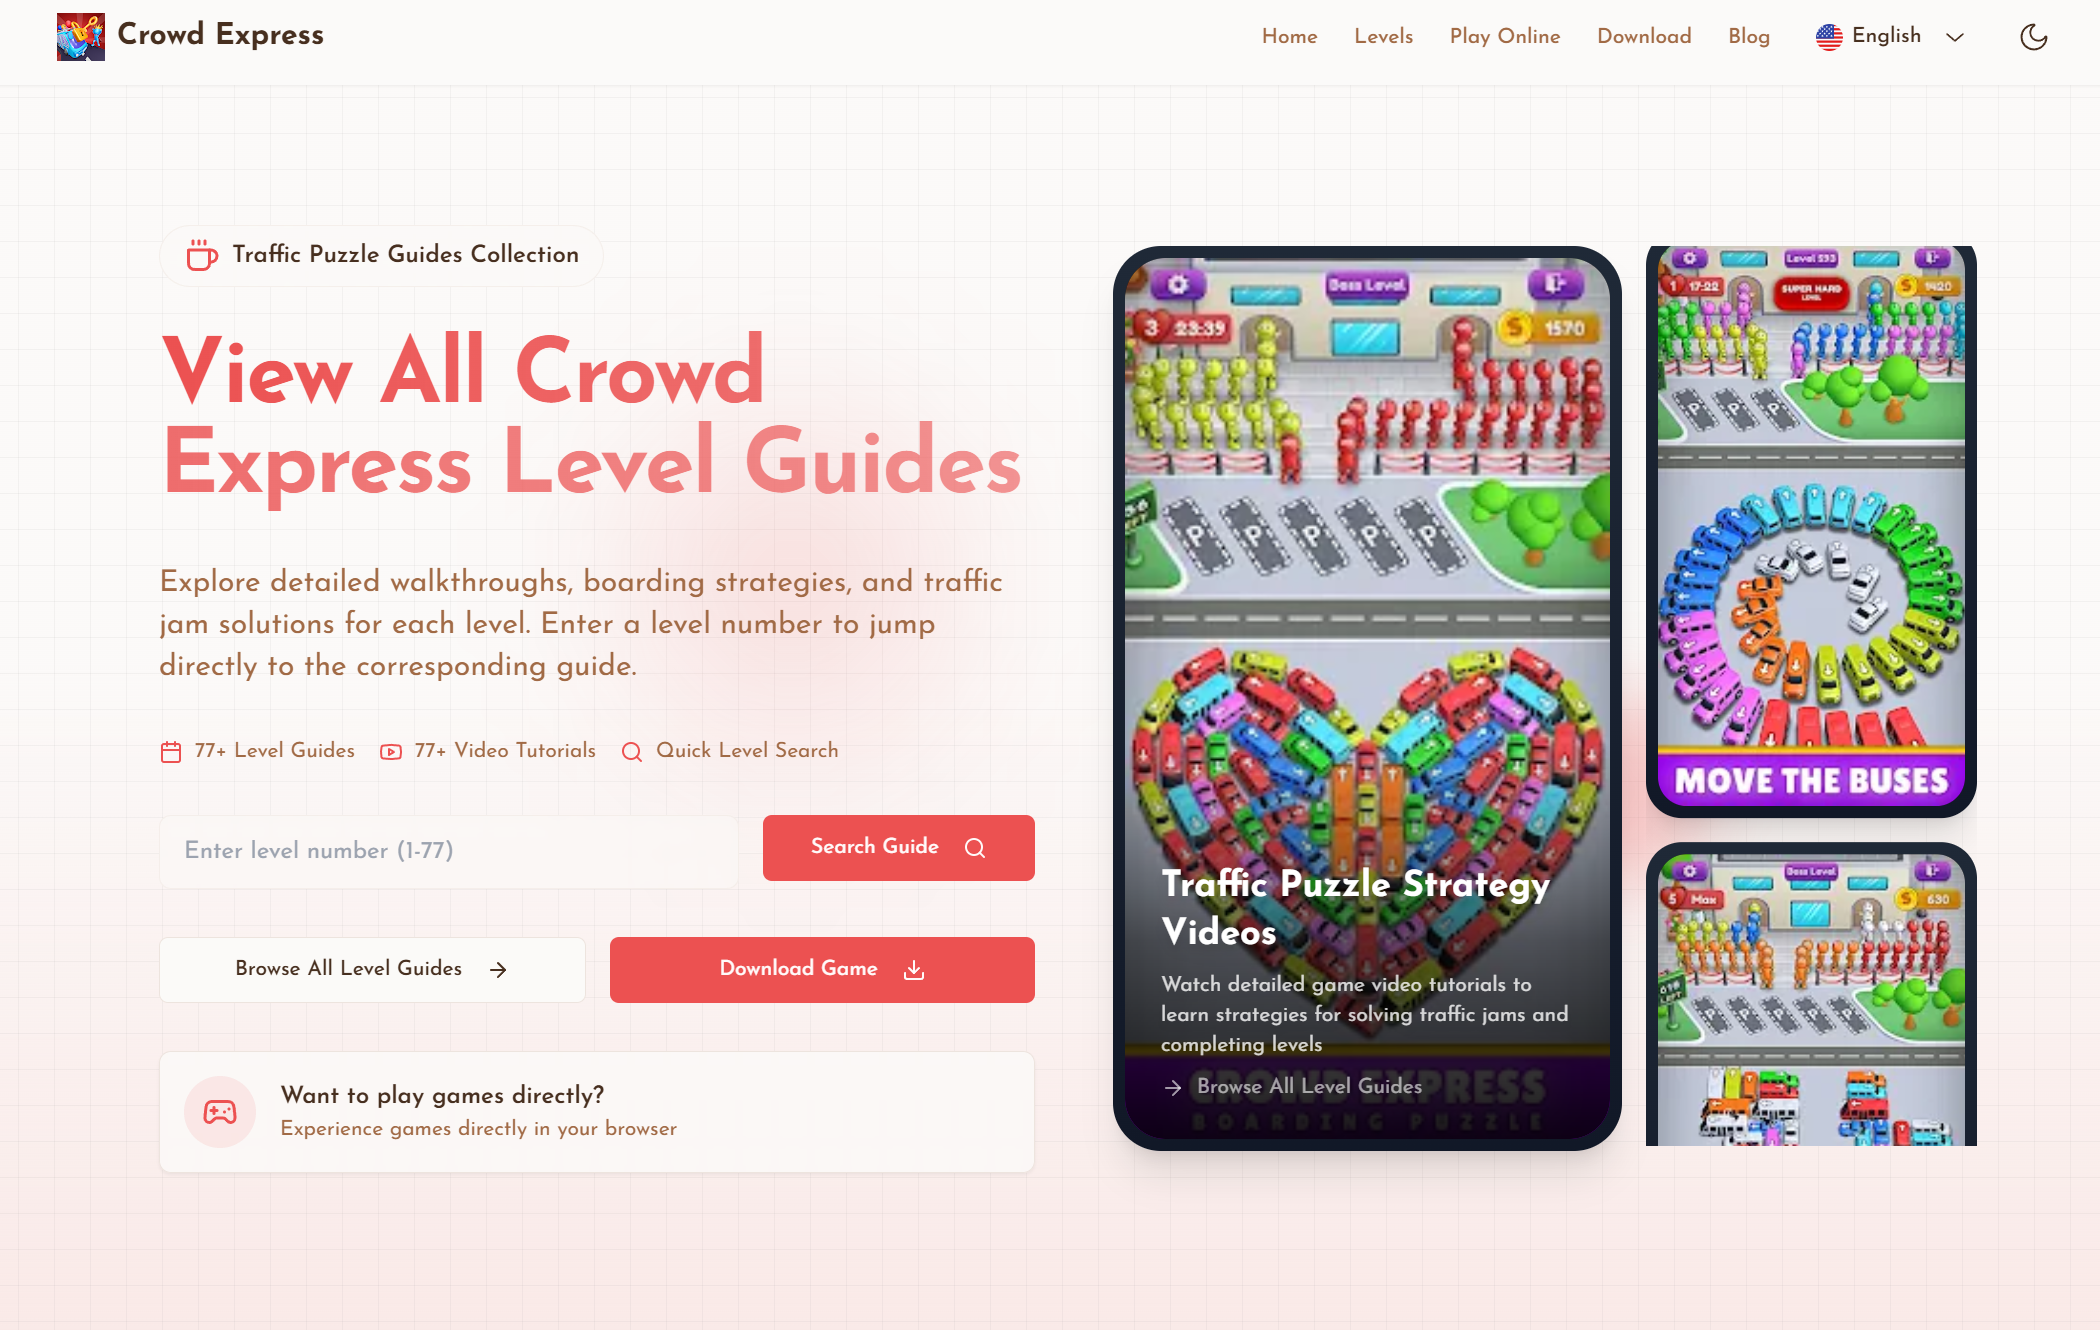 Crowd Express
Home Levels Play Online Download Blog English
Traffic Puzzle Guides Collection
View All Crowd
Express Level Guides
Explore detailed walkthroughs, boarding strategies, and traffic
jam solutions for each level. Enter a level number to jump
directly to the corresponding guide.
77+ Level Guides 77+ Video Tutorials Quick Level Search
Enter level number (1-77)
Search Guide
Browse All Level Guides
Download Game
Want to play games directly?
Experience games directly in your browser
Boss Level
3 23:39
S 1570
P P P P P
Traffic Puzzle Strategy
Videos
Watch detailed game video tutorials to
learn strategies for solving traffic jams and
completing levels
Browse All Level Guides
CROWD EXPRESS
BOARDING PUZZLE
Level 593
1 17:22
SUPER HARD
LEVEL
S 1420
P P P
MOVE THE BUSES
Boss Level
5 Max
S 630
P P P P P